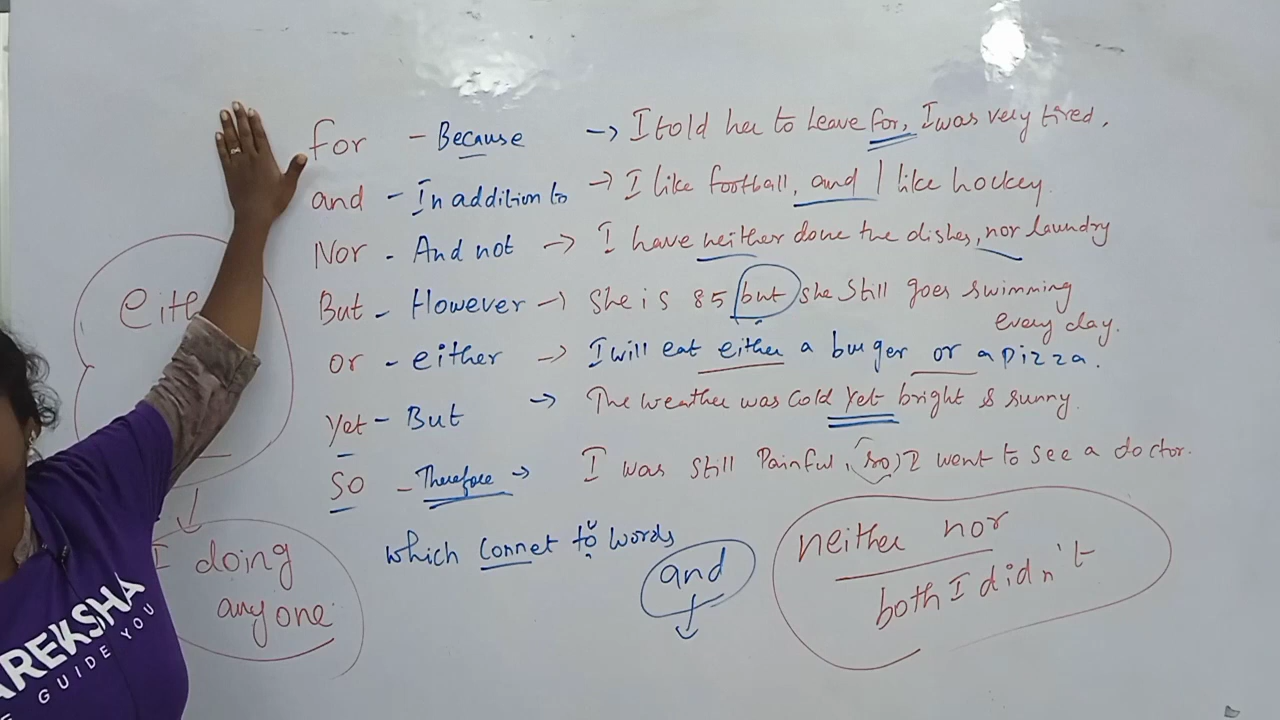 for - Because -> I told her to Leave for, I was very tired.
and - In addition to -> I like football, and I like hockey.
Nor - And not -> I have neither done the dishes, nor laundry
But - However -> She is 85 but she still goes swimming
every day.
or - either -> I will eat either a burger or a pizza.
Yet - But -> The weather was cold yet bright & sunny.
So - Therefore -> I was still Painful, so I went to see a doctor.
which connet to words
and
neither nor
both I didn't
I doing
any one
GUIDE YOU